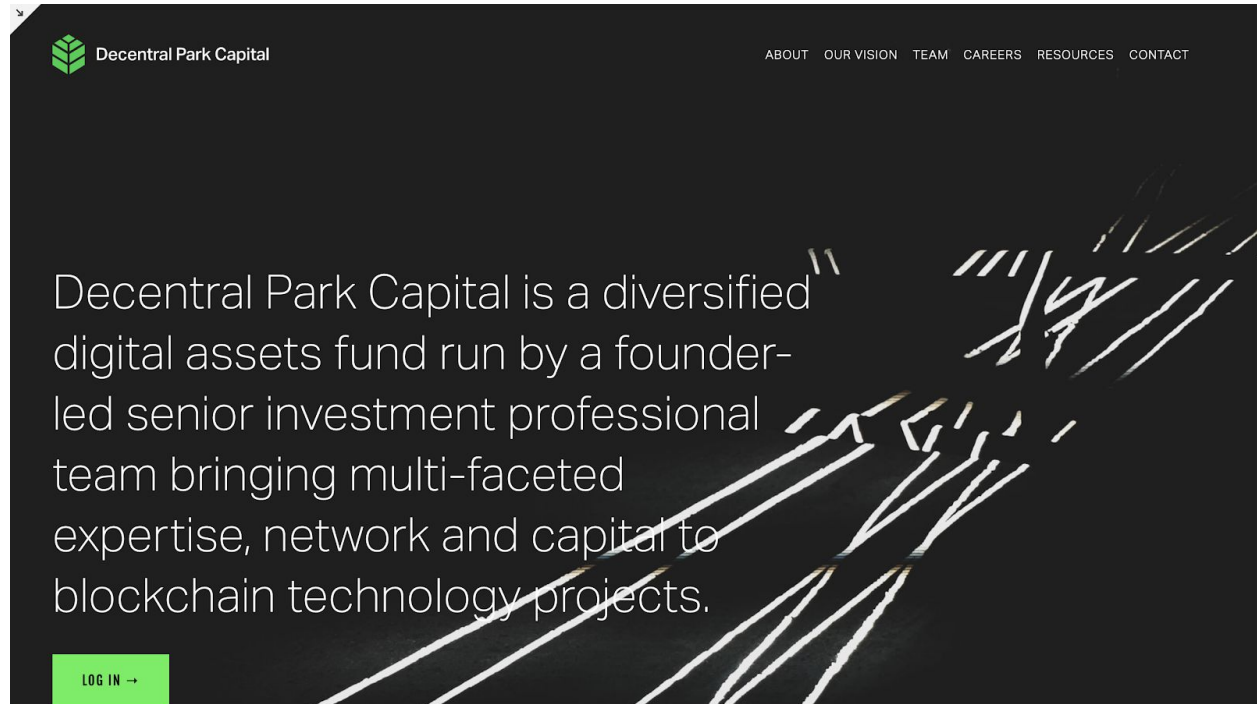 Decentral Park Capital
ABOUT OUR VISION TEAM CAREERS RESOURCES CONTACT
Decentral Park Capital is a diversified
digital assets fund run by a founder-
led senior investment professional
team bringing multi-faceted
expertise, network and capital to
blockchain technology projects.
LOG IN →